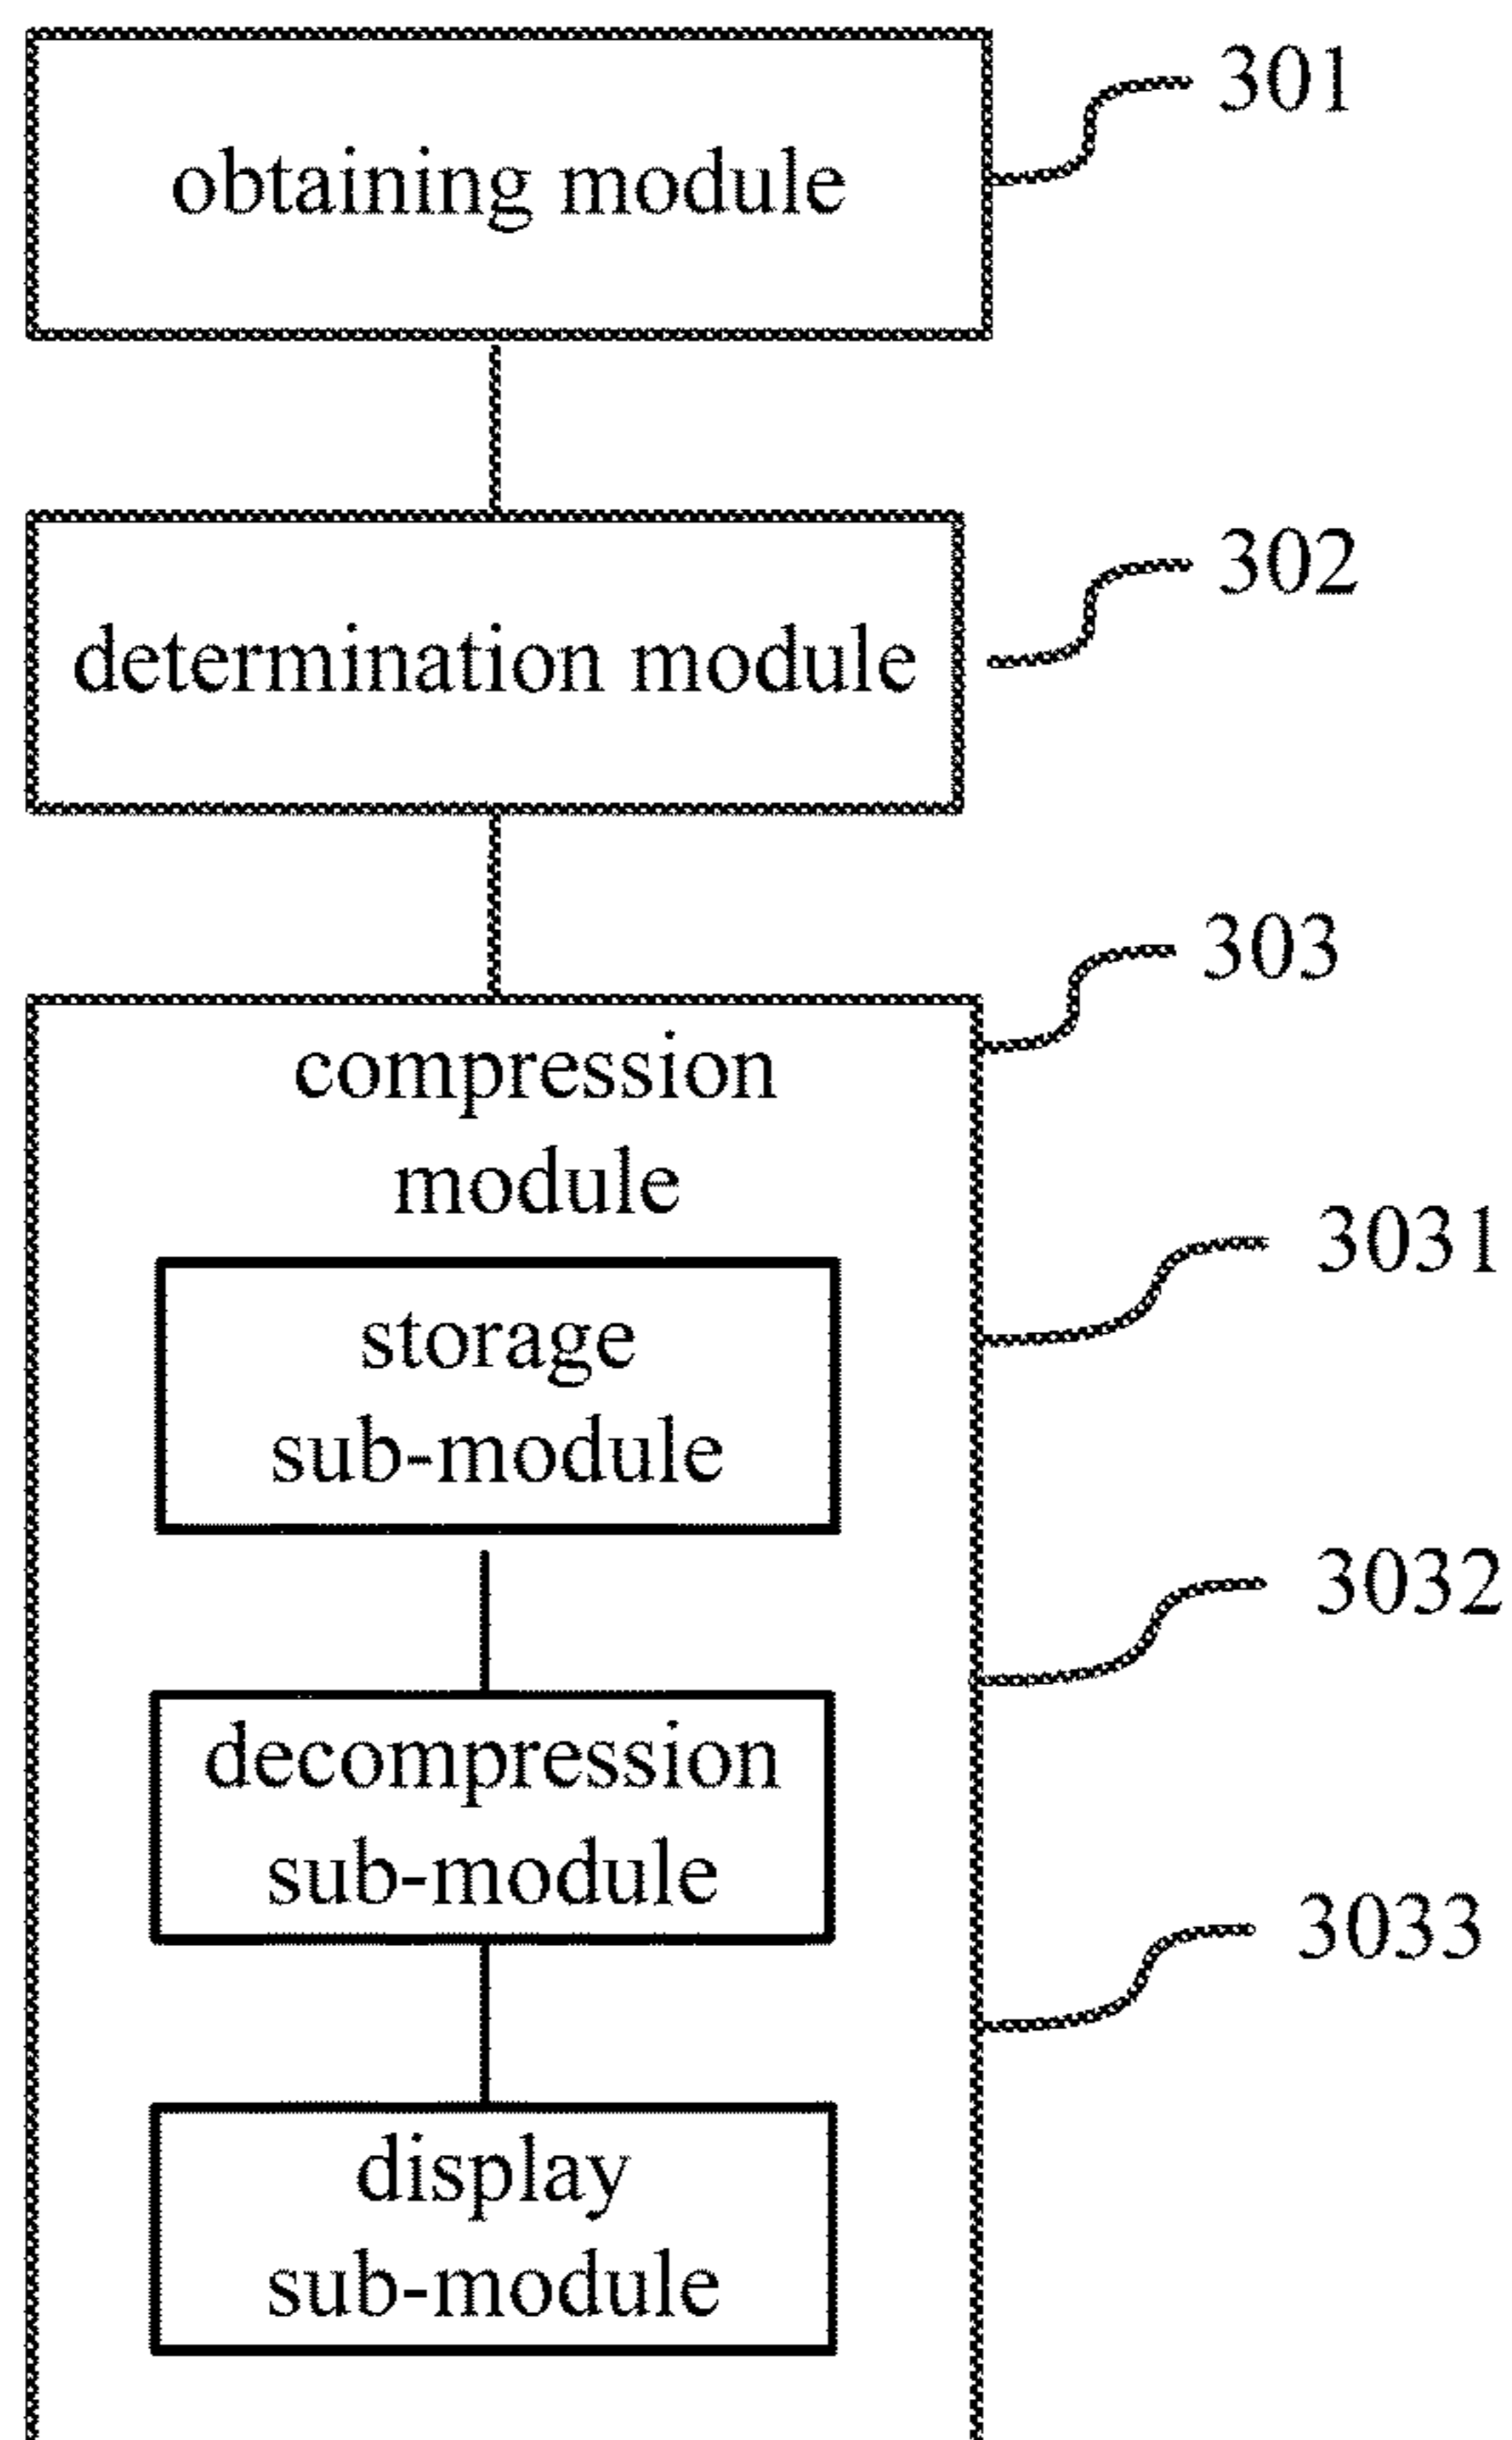 301
obtaining module
302
determination module
303
compression
module
3031
storage
sub-module
3032
decompression
sub-module
3033
display
sub-module